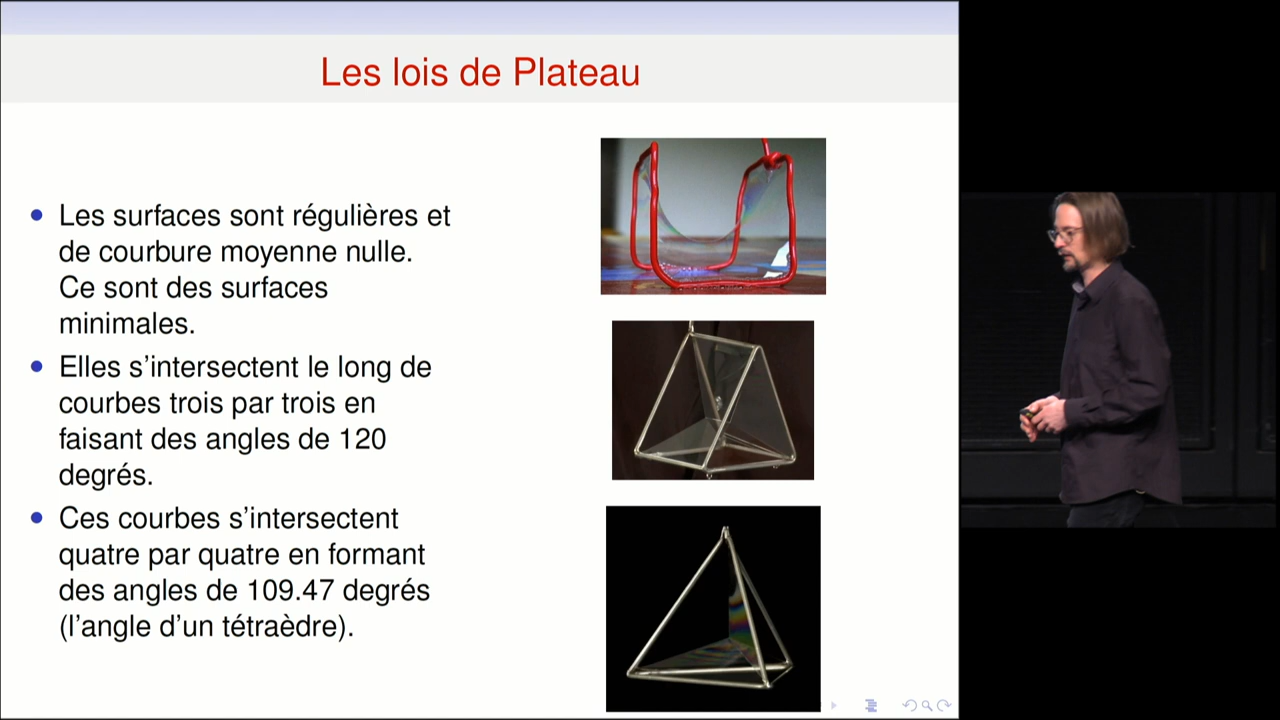 Les lois de Plateau
Les surfaces sont régulières et
de courbure moyenne nulle.
Ce sont des surfaces
minimales.
Elles s'intersectent le long de
courbes trois par trois en
faisant des angles de 120
degrés.
Ces courbes s'intersectent
quatre par quatre en formant
des angles de 109.47 degrés
(l'angle d'un tétraèdre).